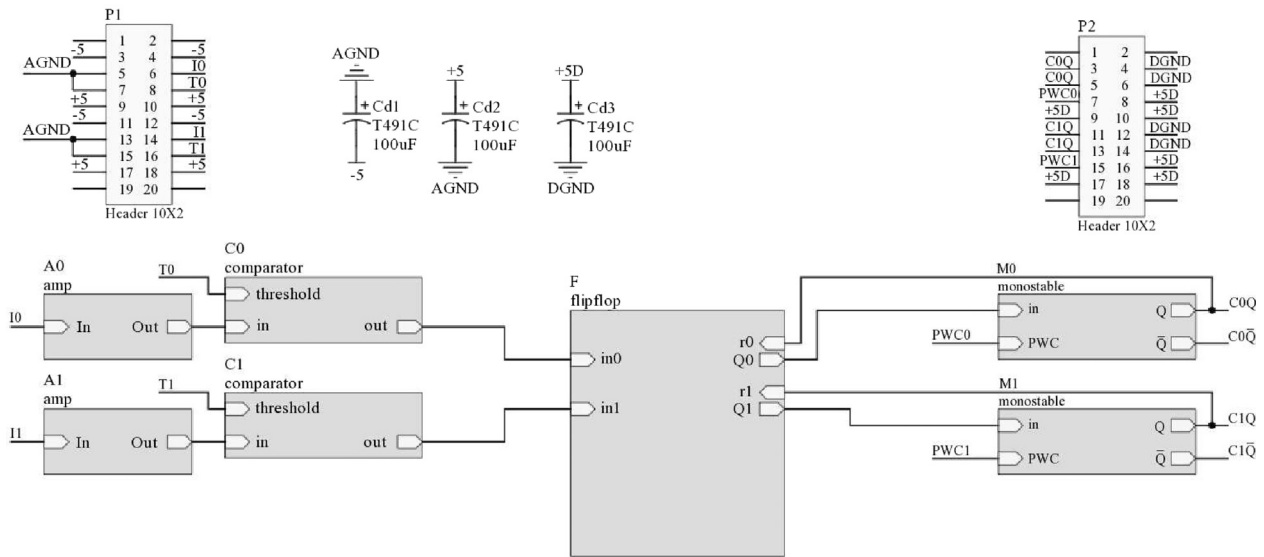 P1
1 2
-5 3 4 -5
AGND 5 6 I0
7 8 T0
+5 9 10 +5
-5 11 12 -5
AGND 13 14 I1
15 16 T1
+5 17 18 +5
19 20
Header 10X2
AGND
+
Cd1
T491C
100uF
-5
+5
+
Cd2
T491C
100uF
AGND
+5D
+
Cd3
T491C
100uF
DGND
P2
1 2
C0Q 3 4 DGND
C0Q 5 6 DGND
PWC0 7 8 +5D
+5D 9 10
C1Q 11 12 DGND
C1Q 13 14 DGND
PWC1 15 16 +5D
+5D 17 18 +5D
19 20
Header 10X2
A0
amp
I0
In Out
T0
C0
comparator
threshold
in out
A1
amp
I1
In Out
T1
C1
comparator
threshold
in out
F
flipflop
in0
in1
r0
Q0
r1
Q1
M0
monostable
in Q C0Q
PWC0 PWC Q̅ C0Q̅
M1
monostable
in Q C1Q
PWC1 PWC Q̅ C1Q̅